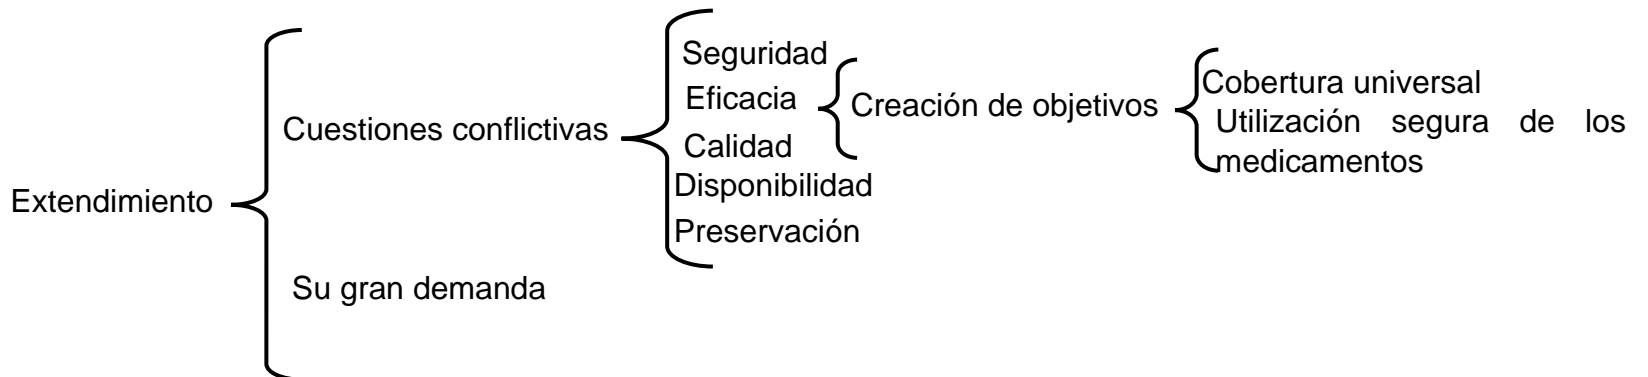 Extendimiento
Cuestiones conflictivas
Su gran demanda
Seguridad
Eficacia
Calidad
Disponibilidad
Preservación
Creación de objetivos
Cobertura universal
Utilización segura de los
medicamentos